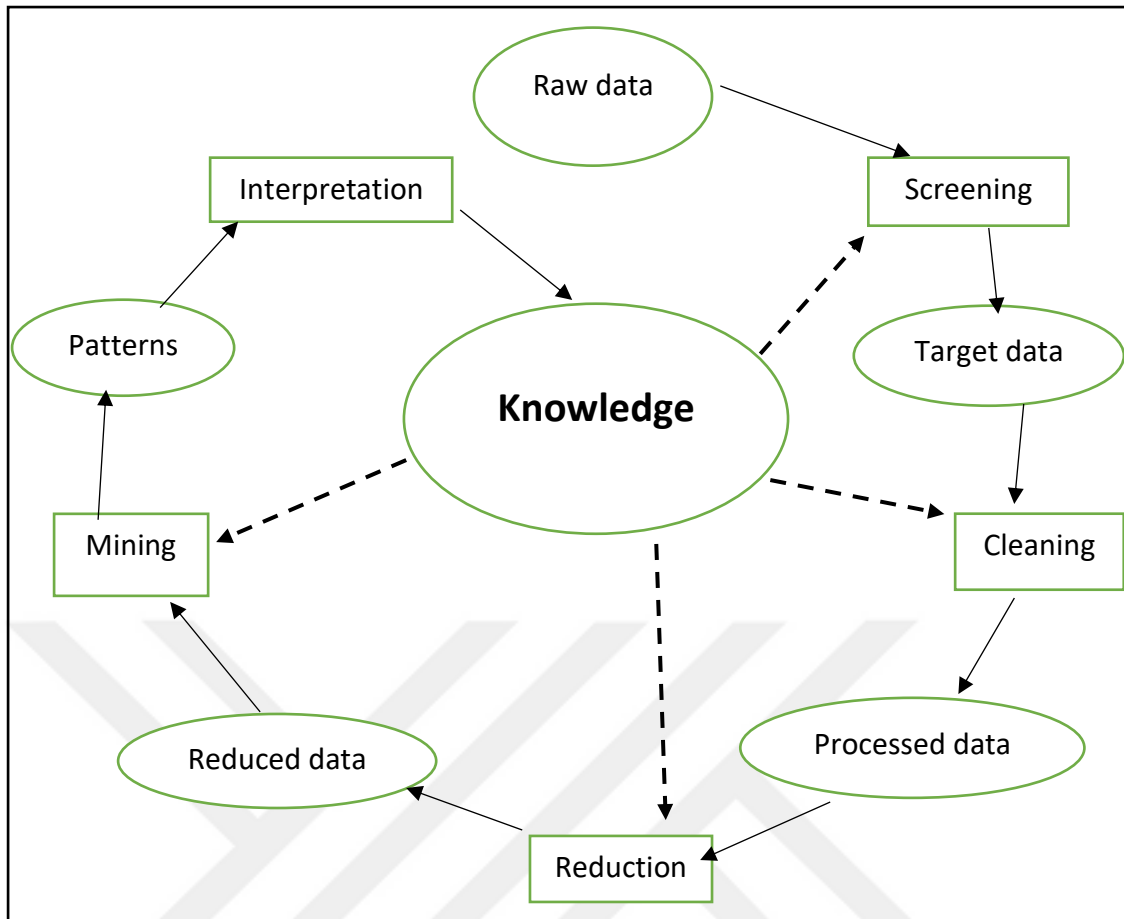 Raw data
Interpretation
Screening
Patterns
Target data
Knowledge
Mining
Cleaning
Reduced data
Processed data
Reduction